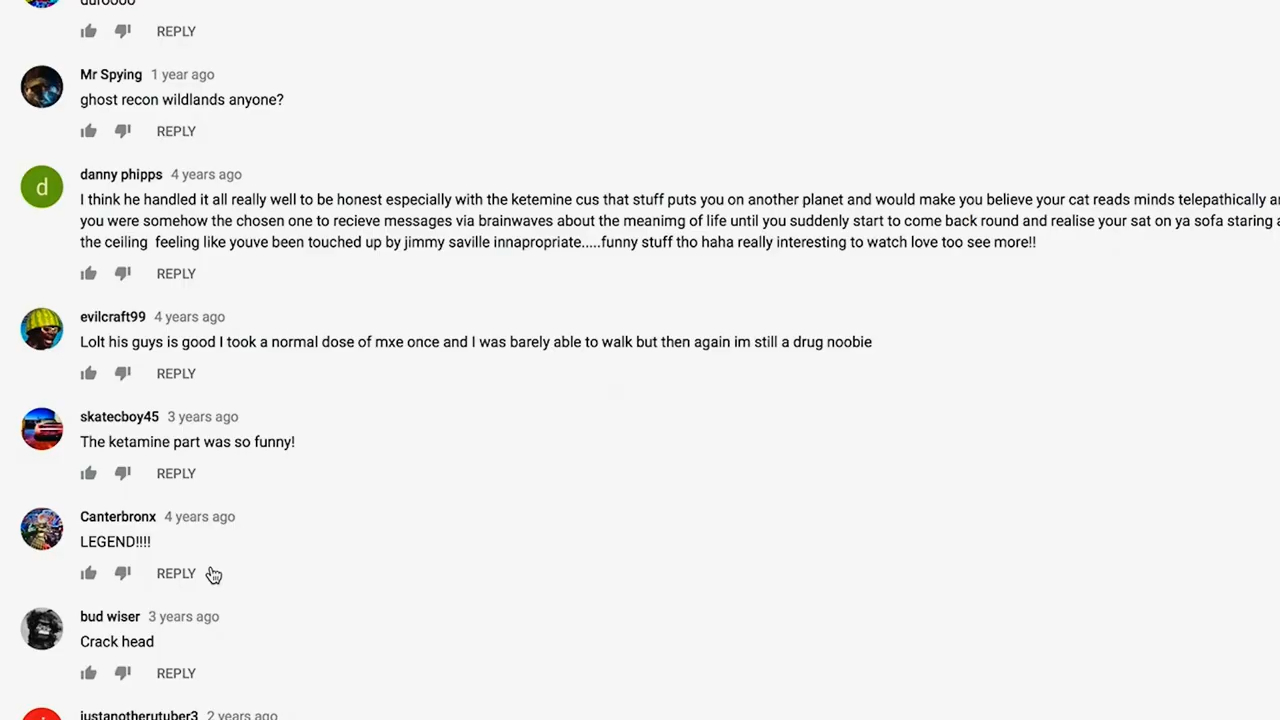 duroooo
REPLY
Mr Spying 1 year ago
ghost recon wildlands anyone?
REPLY
d
danny phipps 4 years ago
I think he handled it all really well to be honest especially with the ketemine cus that stuff puts you on another planet and would make you believe your cat reads minds telepathically
you were somehow the chosen one to recieve messages via brainwaves about the meanimg of life until you suddenly start to come back round and realise your sat on ya sofa staring
the ceiling feeling like youve been touched up by jimmy saville innapropriate.....funny stuff tho haha really interesting to watch love too see more!!
REPLY
evilcraft99 4 years ago
Lolt his guys is good I took a normal dose of mxe once and I was barely able to walk but then again im still a drug noobie
REPLY
skatecboy45 3 years ago
The ketamine part was so funny!
REPLY
Canterbronx 4 years ago
LEGEND!!!!
REPLY
bud wiser 3 years ago
Crack head
REPLY
justanotherutuber3 2 years ago